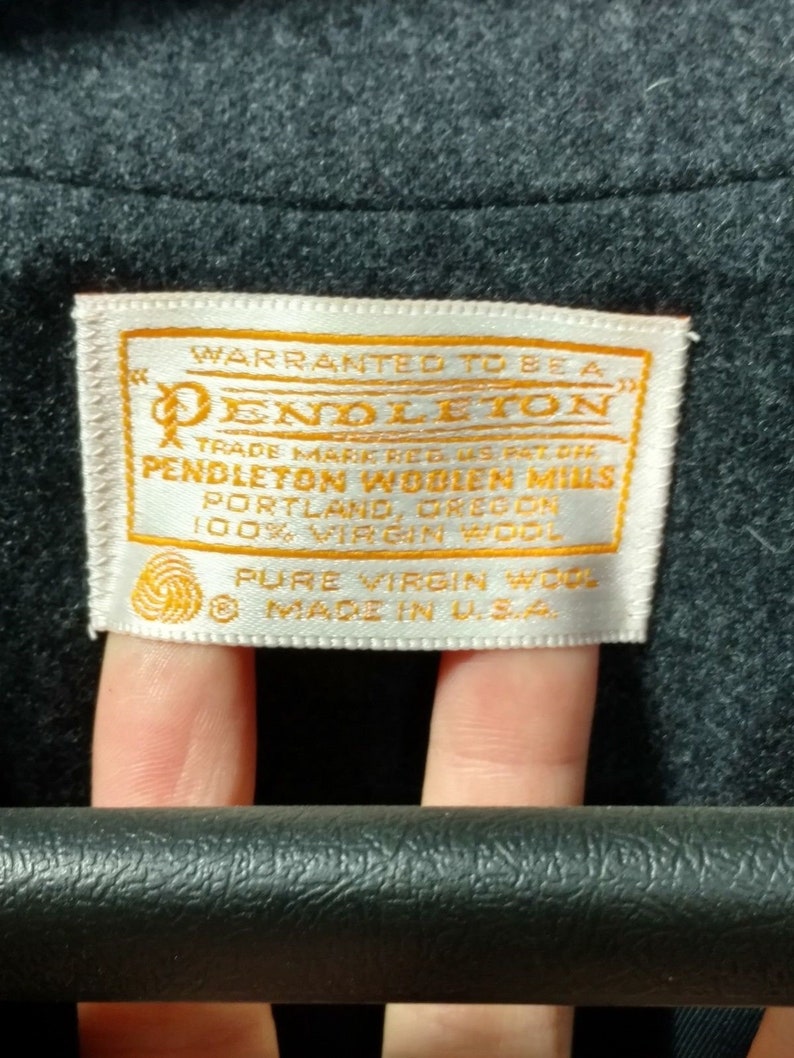 WARRANTED TO BE A
"PENDLETON"
TRADE MARK REG. U.S. PAT. OFF.
PENDLETON WOOLEN MILLS
PORTLAND, OREGON
100% VIRGIN WOOL
PURE VIRGIN WOOL
® MADE IN U.S.A.